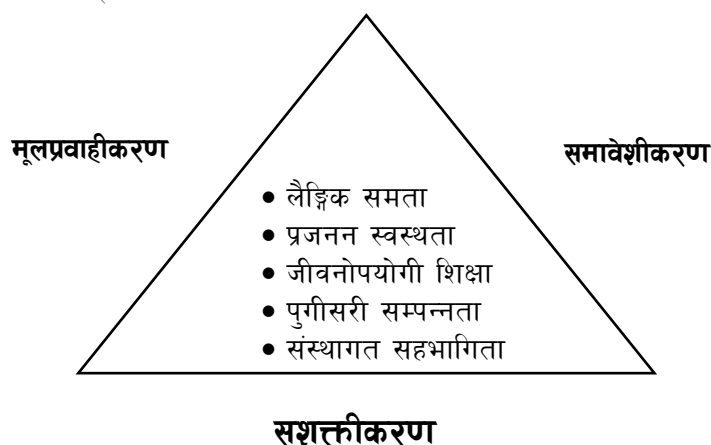 मूलप्रवाहीकरण
समावेशीकरण
• लैङ्गिक समता
• प्रजनन स्वस्थता
• जीवनोपयोगी शिक्षा
• पुगीसरी सम्पन्नता
• संस्थागत सहभागिता
सशक्तीकरण